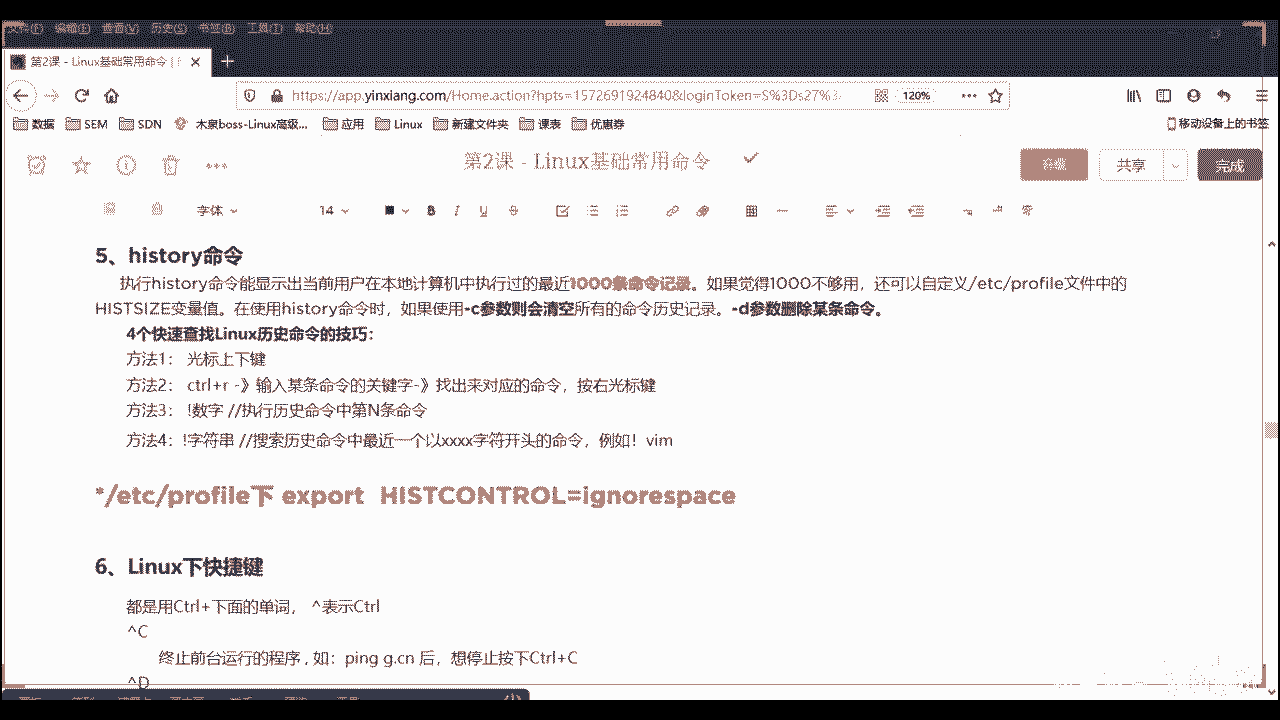 文件(F) 编辑(E) 查看(V) 历史(S) 书签(B) 工具(T) 帮助(H)
第2课 - Linux基础常用命令 |
https://app.yinxiang.com/Home.action?hpts=1572691924840&loginToken=S%3Ds27%3
120%
数据 SEM SDN 木泉boss-Linux高级... 应用 Linux 新建文件夹 课表 优惠券
移动设备上的书签
第2课 - Linux基础常用命令
共享
完成
字体 14 B I U
5、history命令
执行history命令能显示出当前用户在本地计算机中执行过的最近1000条命令记录。如果觉得1000不够用，还可以自定义/etc/profile文件中的
HISTSIZE变量值。在使用history命令时，如果使用-c参数则会清空所有的命令历史记录。-d参数删除某条命令。
4个快速查找Linux历史命令的技巧：
方法1： 光标上下键
方法2： ctrl+r -》输入某条命令的关键字-》找出来对应的命令，按右光标键
方法3： !数字 //执行历史命令中第N条命令
方法4：!字符串 //搜索历史命令中最近一个以xxxx字符开头的命令，例如！vim
*/etc/profile下 export HISTCONTROL=ignorespace
6、Linux下快捷键
都是用Ctrl+下面的单词， ^表示Ctrl
^C
终止前台运行的程序 , 如：ping g.cn 后，想停止按下Ctrl+C
^D